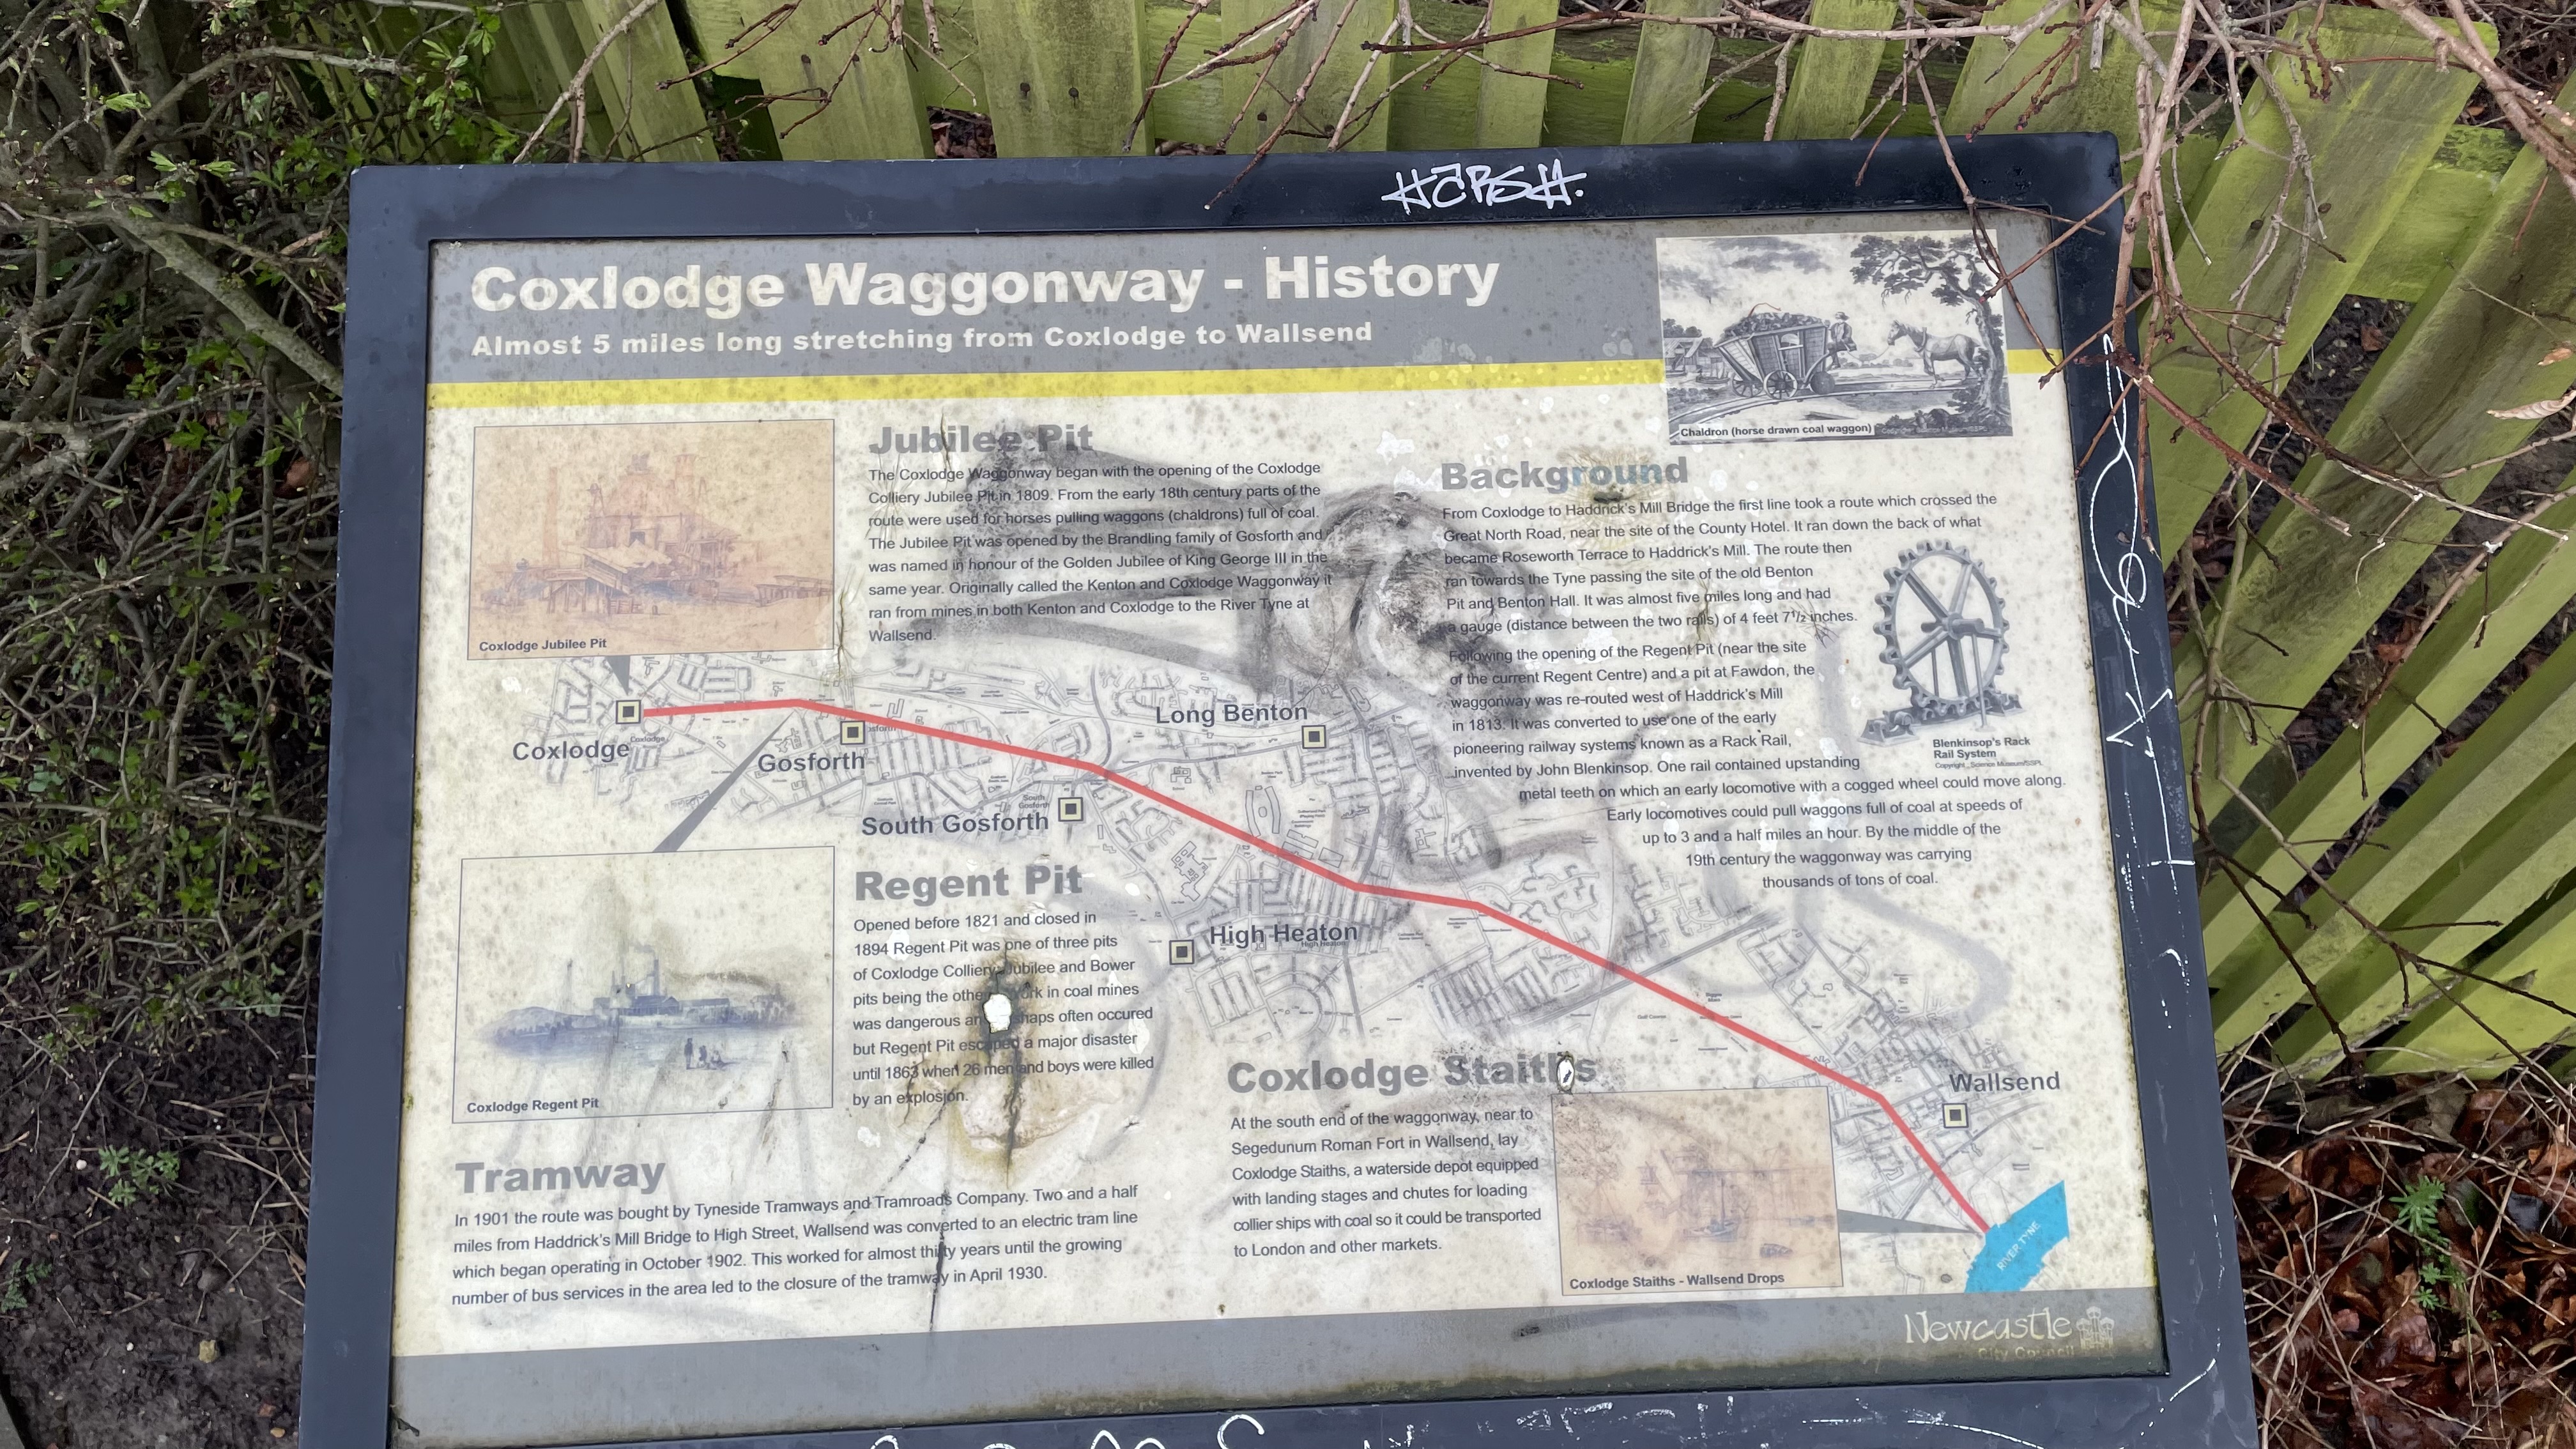 HERSH.
Coxlodge Waggonway - History
Almost 5 miles long stretching from Coxlodge to Wallsend
Chaldron (horse drawn coal waggon)
Coxlodge Jubilee Pit
Jubilee Pit
The Coxlodge Waggonway began with the opening of the Coxlodge
Colliery Jubilee Pit in 1809. From the early 18th century parts of the
route were used for horses pulling waggons (chaldrons) full of coal.
The Jubilee Pit was opened by the Brandling family of Gosforth and
was named in honour of the Golden Jubilee of King George III in the
same year. Originally called the Kenton and Coxlodge Waggonway it
ran from mines in both Kenton and Coxlodge to the River Tyne at
Wallsend.
Background
From Coxlodge to Haddrick's Mill Bridge the first line took a route which crossed the
Great North Road, near the site of the County Hotel. It ran down the back of what
became Roseworth Terrace to Haddrick's Mill. The route then
ran towards the Tyne passing the site of the old Benton
Pit and Benton Hall. It was almost five miles long and had
a gauge (distance between the two rails) of 4 feet 7½ inches.
Following the opening of the Regent Pit (near the site
of the current Regent Centre) and a pit at Fawdon, the
waggonway was re-routed west of Haddrick's Mill
in 1813. It was converted to use one of the early
pioneering railway systems known as a Rack Rail,
invented by John Blenkinsop. One rail contained upstanding
metal teeth on which an early locomotive with a cogged wheel could move along.
Early locomotives could pull waggons full of coal at speeds of
up to 3 and a half miles an hour. By the middle of the
19th century the waggonway was carrying
thousands of tons of coal.
Blenkinsop's Rack
Rail System
Copyright Science Museum/SSPL
Coxlodge
Gosforth
South Gosforth
Long Benton
High Heaton
High Heaton
Wallsend
RIVER TYNE
Coxlodge Regent Pit
Regent Pit
Opened before 1821 and closed in
1894 Regent Pit was one of three pits
of Coxlodge Colliery, Jubilee and Bower
pits being the in coal mines
was dangerous often occured
but Regent Pit escaped a major disaster
until 1863 when 26 men and boys were killed
by an explosion.
Tramway
In 1901 the route was bought by Tyneside Tramways and Tramroads Company. Two and a half
miles from Haddrick's Mill Bridge to High Street, Wallsend was converted to an electric tram line
which began operating in October 1902. This worked for almost thirty years until the growing
number of bus services in the area led to the closure of the tramway in April 1930.
Coxlodge Staiths
At the south end of the waggonway, near to
Segedunum Roman Fort in Wallsend, lay
Coxlodge Staiths, a waterside depot equipped
with landing stages and chutes for loading
collier ships with coal so it could be transported
to London and other markets.
Coxlodge Staiths - Wallsend Drops
Newcastle
City Council